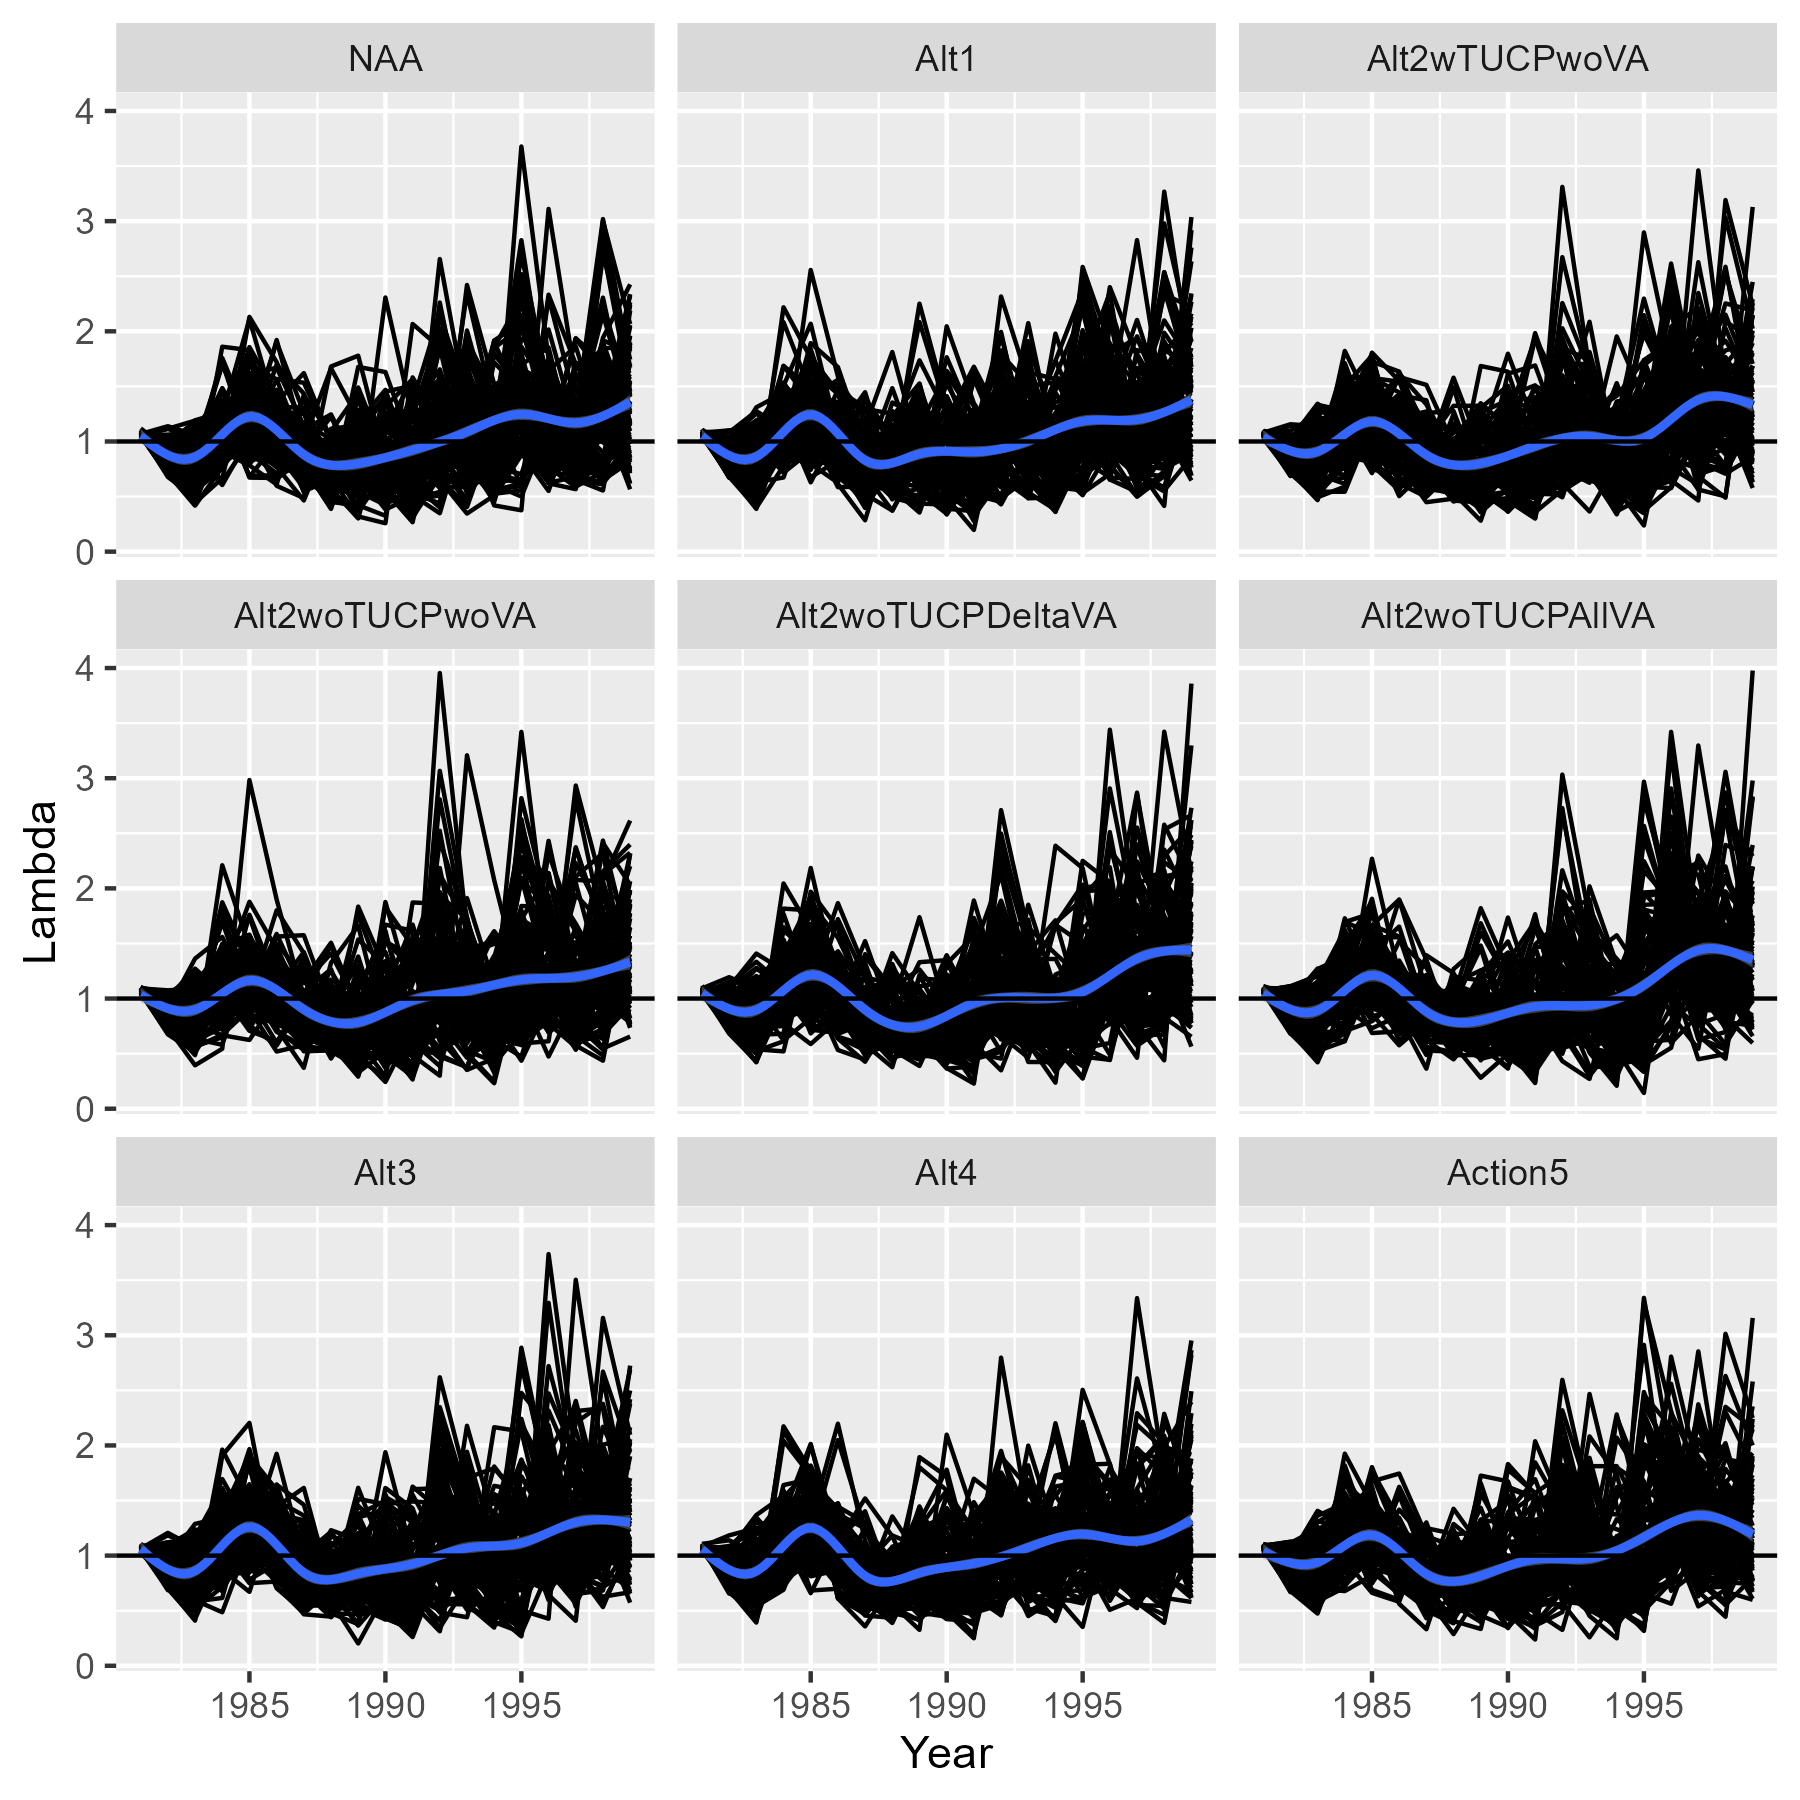 NAA Alt1 Alt2wTUCPwoVA
4
3
2
1
0
Alt2woTUCPwoVA Alt2woTUCPDeltaVA Alt2woTUCPAllVA
4
3
2
1
0
Lambda
Alt3 Alt4 Action5
4
3
2
1
0
1985 1990 1995 1985 1990 1995 1985 1990 1995
Year